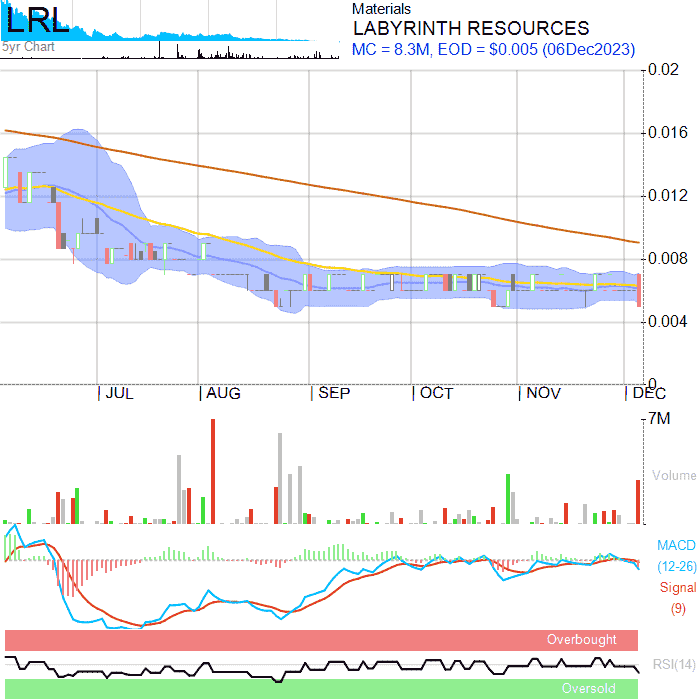 LRL
5yr Chart
Materials
LABYRINTH RESOURCES
MC = 8.3M, EOD = $0.005 (06Dec2023)
0.02
0.016
0.012
0.008
0.004
0
JUL
AUG
SEP
OCT
NOV
DEC
7M
Volume
MACD
(12-26)
Signal
(9)
Overbought
RSI(14)
Oversold